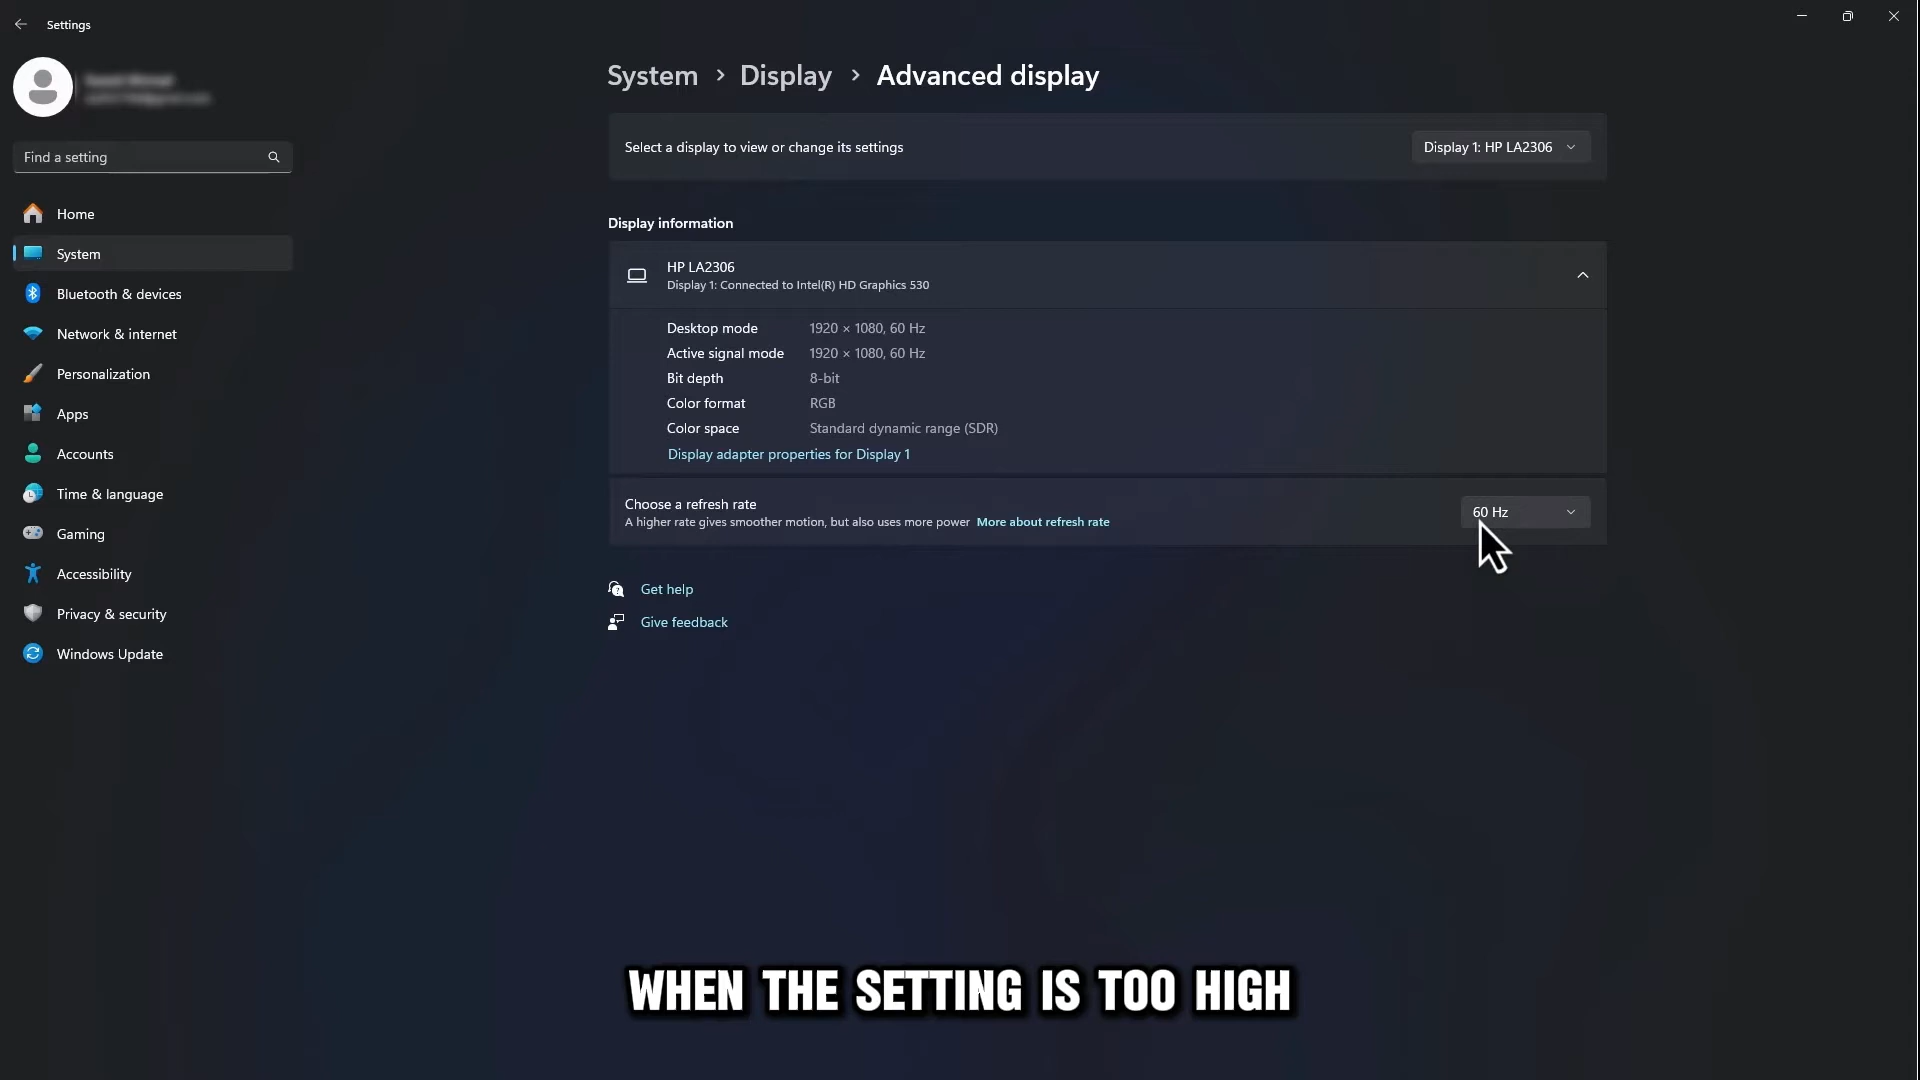 Settings
Find a setting
Home
System
Bluetooth & devices
Network & internet
Personalization
Apps
Accounts
Time & language
Gaming
Accessibility
Privacy & security
Windows Update
System > Display > Advanced display
Select a display to view or change its settings
Display 1: HP LA2306
Display information
HP LA2306
Display 1: Connected to Intel(R) HD Graphics 530
Desktop mode 1920 × 1080, 60 Hz
Active signal mode 1920 × 1080, 60 Hz
Bit depth 8-bit
Color format RGB
Color space Standard dynamic range (SDR)
Display adapter properties for Display 1
Choose a refresh rate
A higher rate gives smoother motion, but also uses more power More about refresh rate
60 Hz
Get help
Give feedback
WHEN THE SETTING IS TOO HIGH